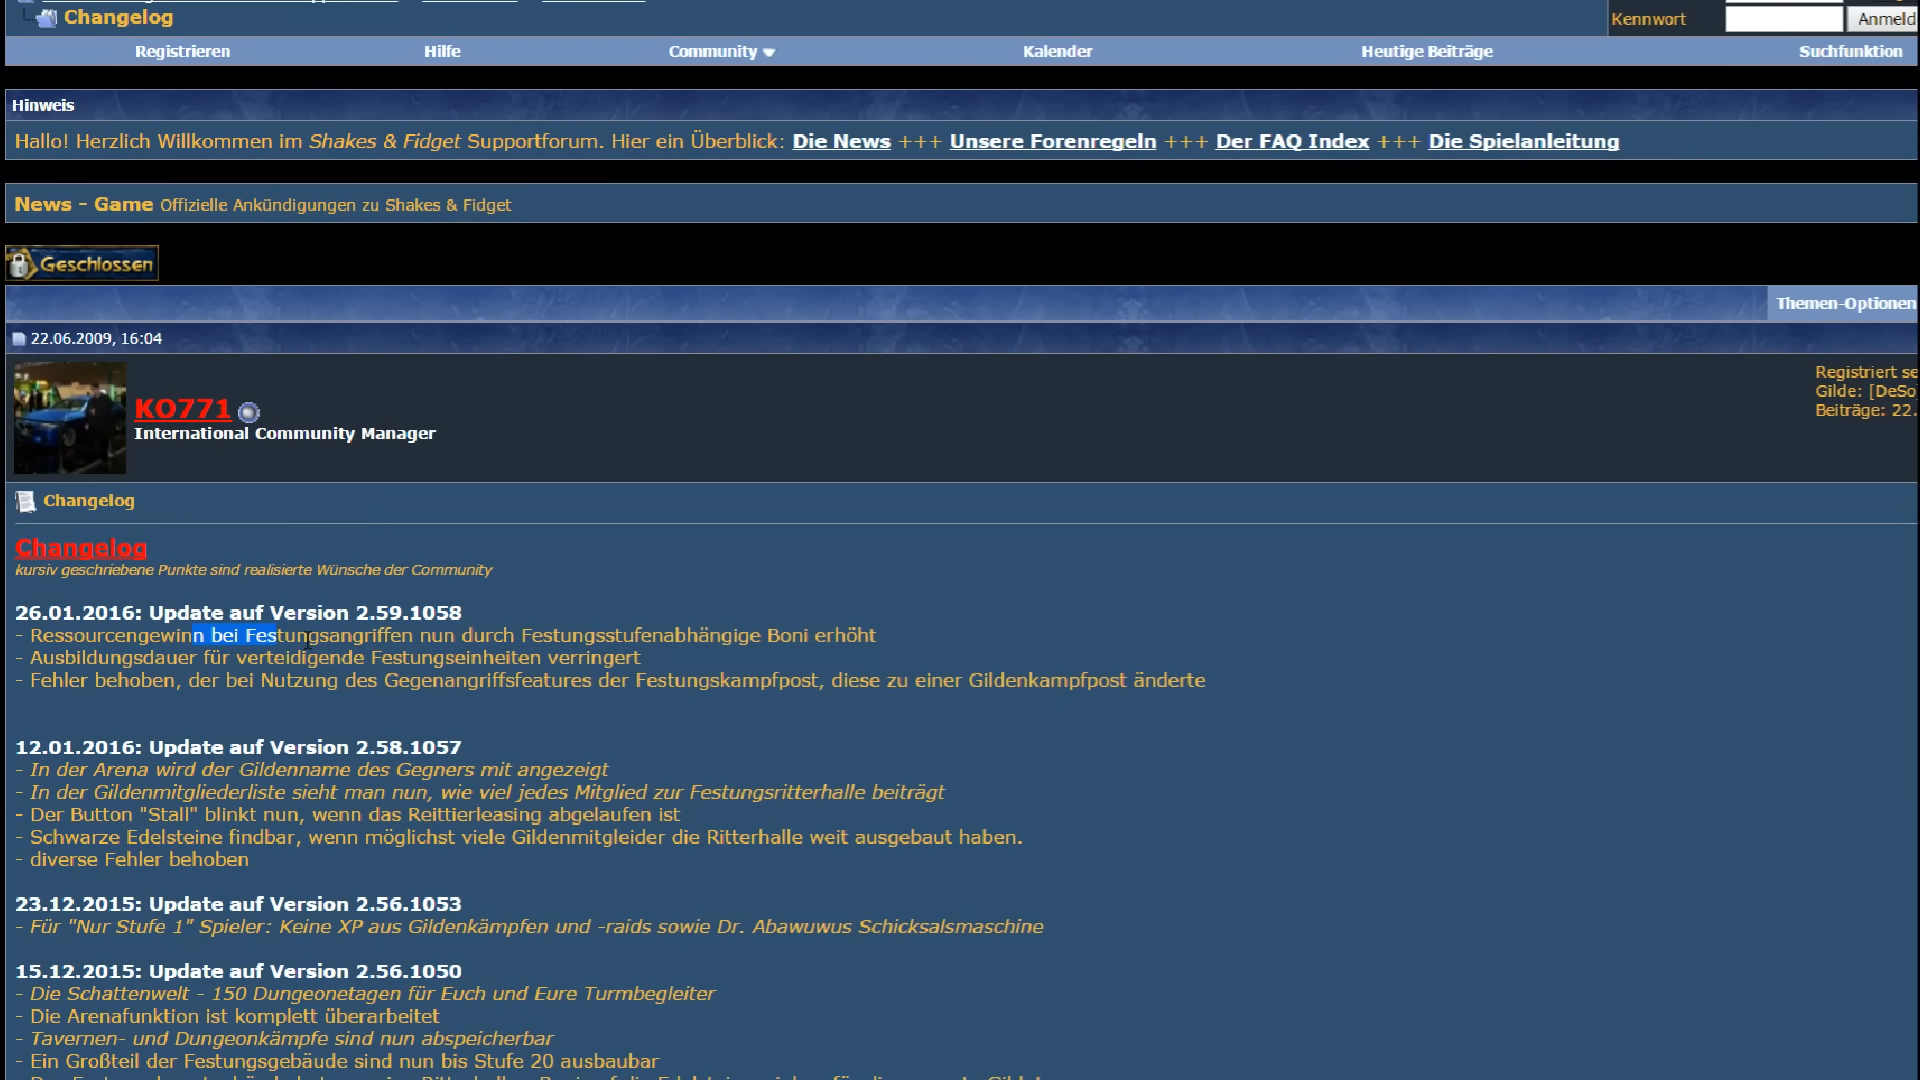 Changelog
Kennwort
Anmeld
Registrieren Hilfe Community Kalender Heutige Beiträge Suchfunktion
Hinweis
Hallo! Herzlich Willkommen im Shakes & Fidget Supportforum. Hier ein Überblick: Die News +++ Unsere Forenregeln +++ Der FAQ Index +++ Die Spielanleitung
News - Game Offizielle Ankündigungen zu Shakes & Fidget
Geschlossen
Themen-Optionen
22.06.2009, 16:04
KO771
International Community Manager
Registriert se
Gilde: [DeSo
Beiträge: 22.
Changelog
Changelog
kursiv geschriebene Punkte sind realisierte Wünsche der Community
26.01.2016: Update auf Version 2.59.1058
- Ressourcengewinn bei Festungsangriffen nun durch Festungsstufenabhängige Boni erhöht
- Ausbildungsdauer für verteidigende Festungseinheiten verringert
- Fehler behoben, der bei Nutzung des Gegenangriffsfeatures der Festungskampfpost, diese zu einer Gildenkampfpost änderte
12.01.2016: Update auf Version 2.58.1057
- In der Arena wird der Gildenname des Gegners mit angezeigt
- In der Gildenmitgliederliste sieht man nun, wie viel jedes Mitglied zur Festungsritterhalle beiträgt
- Der Button "Stall" blinkt nun, wenn das Reittierleasing abgelaufen ist
- Schwarze Edelsteine findbar, wenn möglichst viele Gildenmitgleider die Ritterhalle weit ausgebaut haben.
- diverse Fehler behoben
23.12.2015: Update auf Version 2.56.1053
- Für "Nur Stufe 1" Spieler: Keine XP aus Gildenkämpfen und -raids sowie Dr. Abawuwus Schicksalsmaschine
15.12.2015: Update auf Version 2.56.1050
- Die Schattenwelt - 150 Dungeonetagen für Euch und Eure Turmbegleiter
- Die Arenafunktion ist komplett überarbeitet
- Tavernen- und Dungeonkämpfe sind nun abspeicherbar
- Ein Großteil der Festungsgebäude sind nun bis Stufe 20 ausbaubar